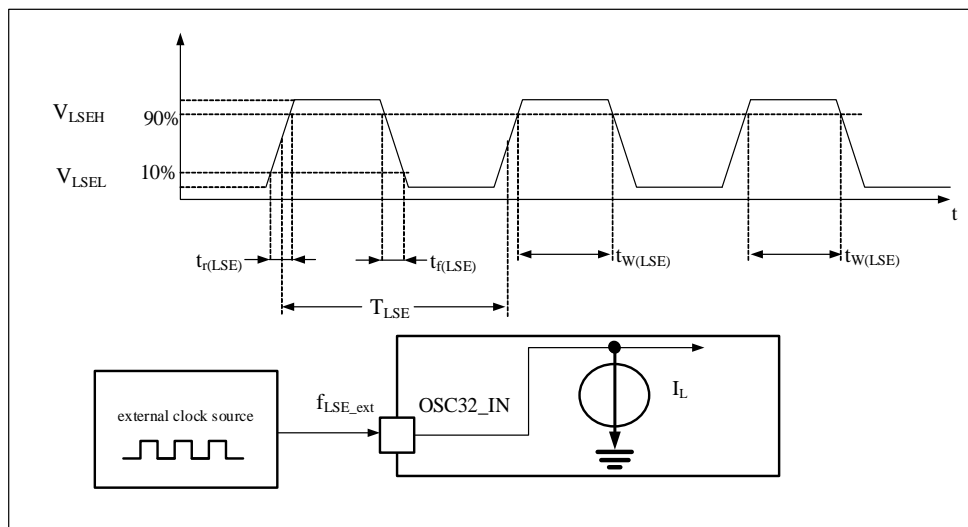 V_LSEH
90%
V_LSEL
10%
t
t_r(LSE)
t_f(LSE)
t_W(LSE)
t_W(LSE)
T_LSE
external clock source
f_LSE_ext
OSC32_IN
I_L